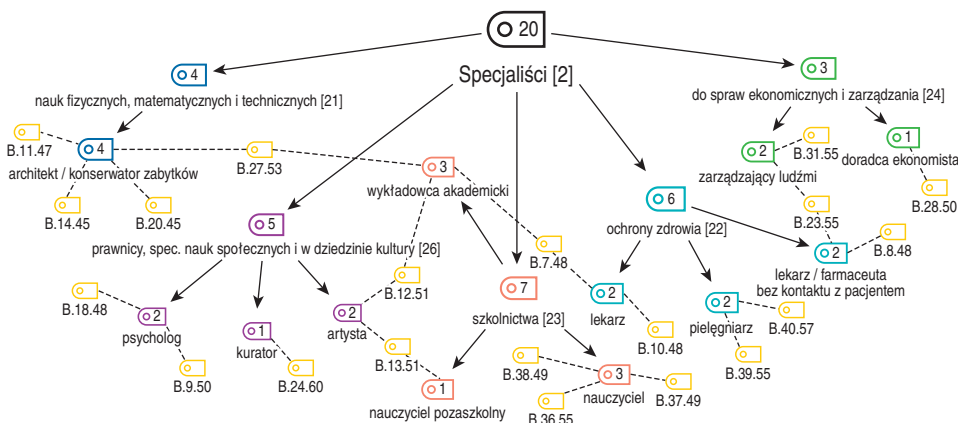 20
Specjaliści [2]
4
nauk fizycznych, matematycznych i technicznych [21]
3
do spraw ekonomicznych i zarządzania [24]
B.11.47
4
architekt / konserwator zabytków
B.27.53
B.14.45
B.20.45
3
wykładowca akademicki
2
zarządzający ludźmi
B.31.55
1
doradca ekonomista
B.28.50
B.23.55
5
prawnicy, spec. nauk społecznych i w dziedzinie kultury [26]
6
ochrony zdrowia [22]
B.7.48
2
lekarz / farmaceuta
bez kontaktu z pacjentem
B.8.48
B.12.51
7
szkolnictwa [23]
B.18.48
2
psycholog
B.9.50
1
kurator
B.24.60
2
artysta
B.13.51
2
lekarz
B.10.48
2
pielęgniarz
B.40.57
B.39.55
1
nauczyciel pozaszkolny
B.38.49
3
nauczyciel
B.36.55
B.37.49